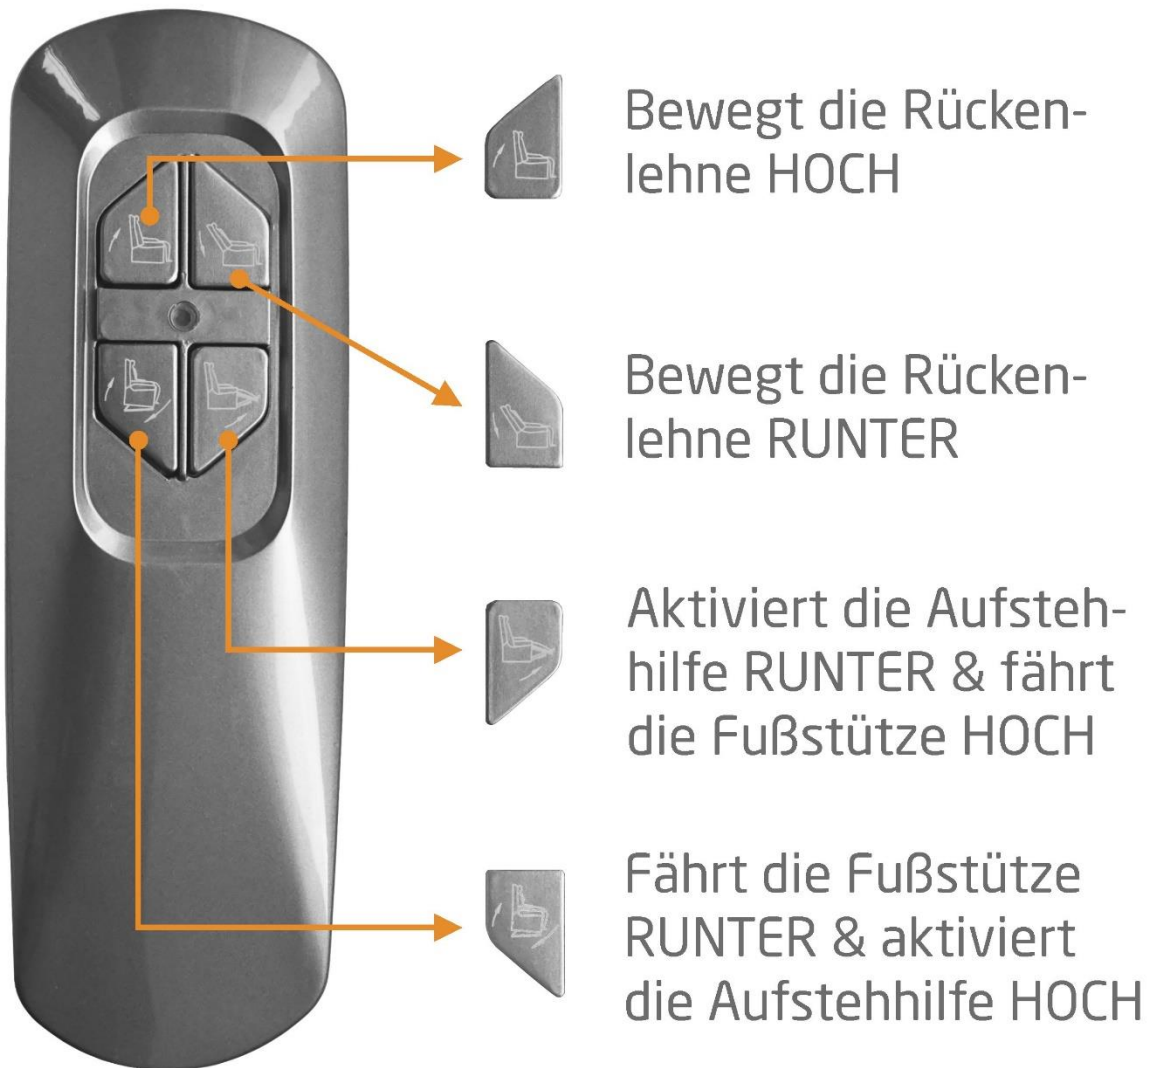 Bewegt die Rücken-
lehne HOCH
Bewegt die Rücken-
lehne RUNTER
Aktiviert die Aufsteh-
hilfe RUNTER & fährt
die Fußstütze HOCH
Fährt die Fußstütze
RUNTER & aktiviert
die Aufstehhilfe HOCH